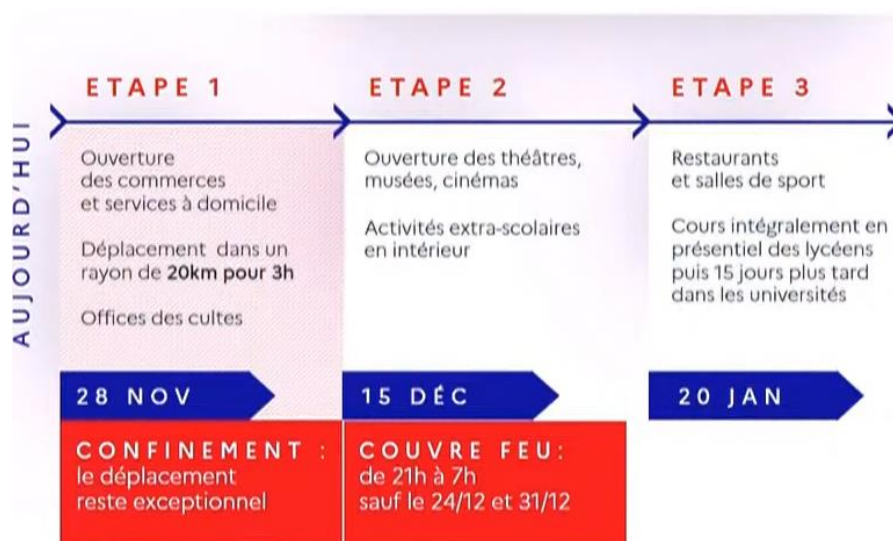 AUJOURD'HUI
ETAPE 1
Ouverture
des commerces
et services à domicile
Déplacement dans un
rayon de 20km pour 3h
Offices des cultes
28 NOV
CONFINEMENT :
le déplacement
reste exceptionnel
ETAPE 2
Ouverture des théâtres,
musées, cinémas
Activités extra-scolaires
en intérieur
15 DÉC
COUVRE FEU:
de 21h à 7h
sauf le 24/12 et 31/12
ETAPE 3
Restaurants
et salles de sport
Cours intégralement en
présentiel des lycéens
puis 15 jours plus tard
dans les universités
20 JAN